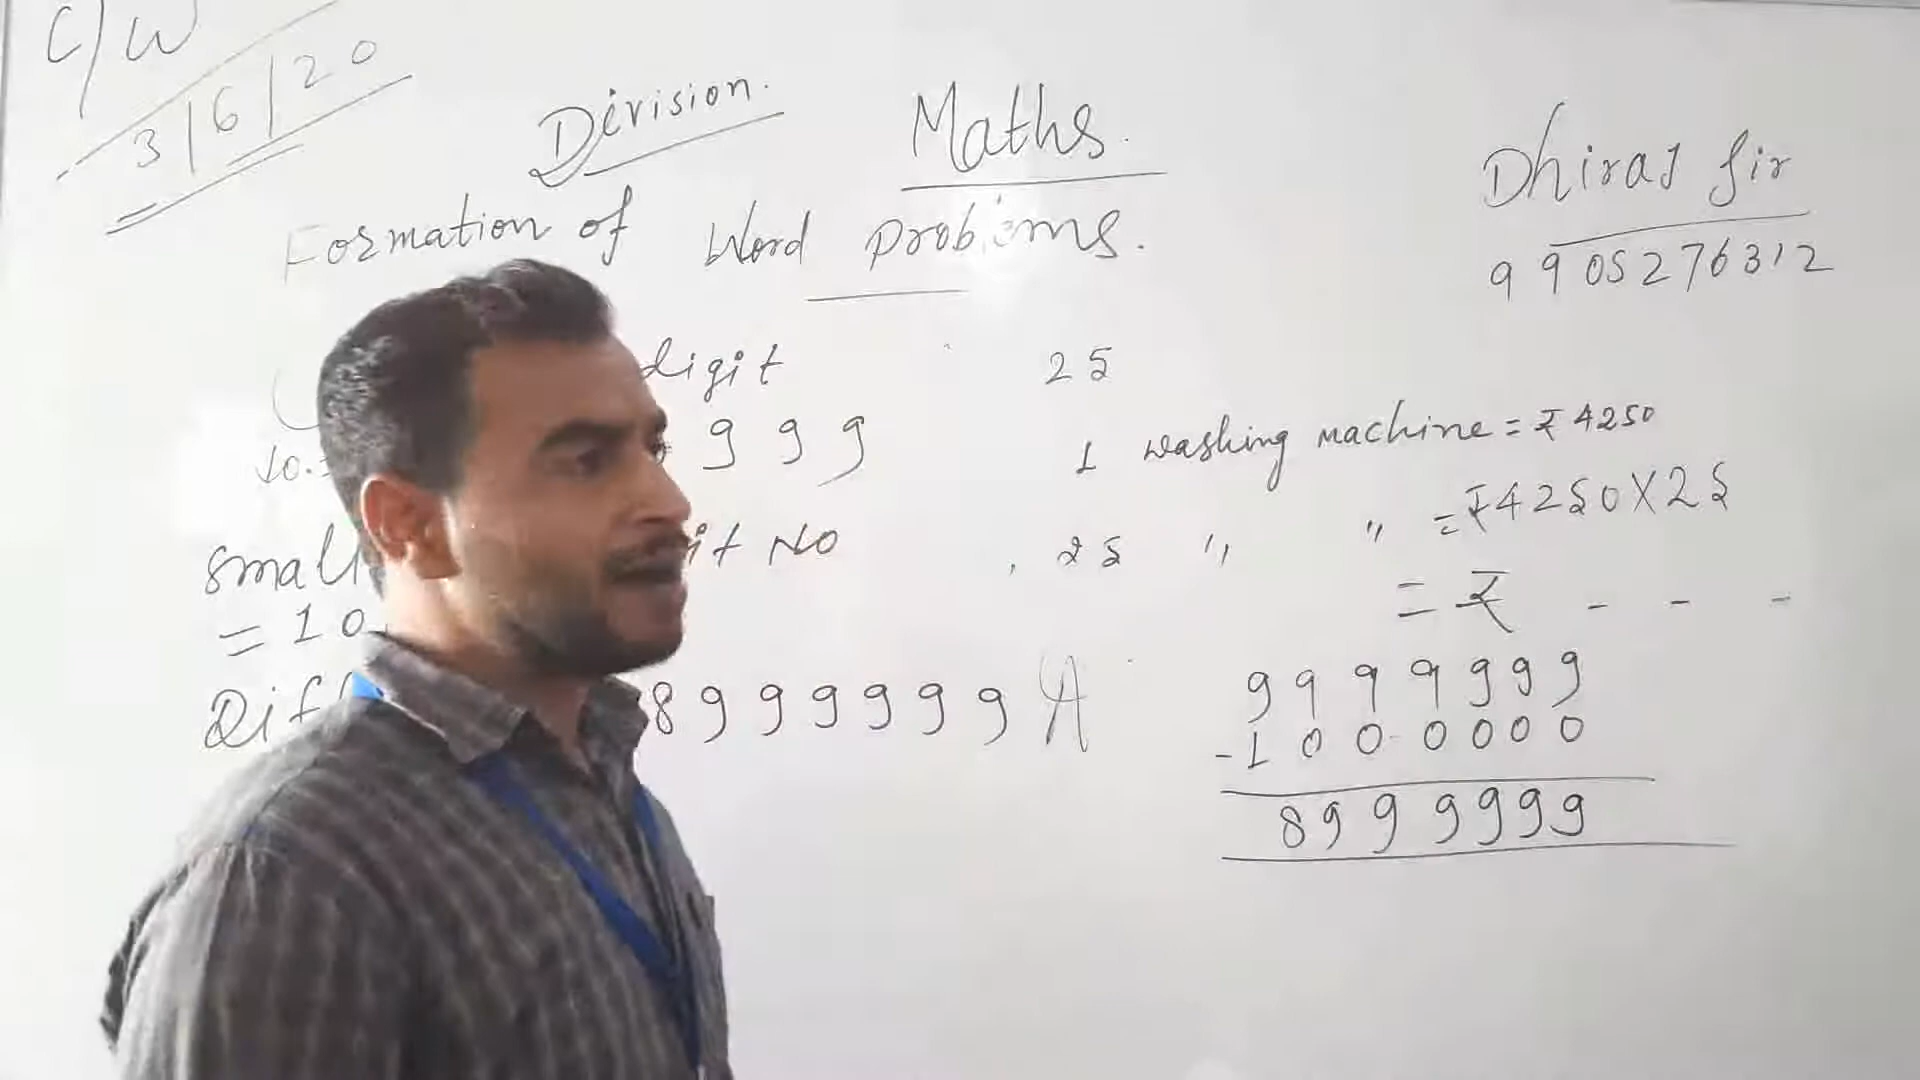 C/W
3/6/20
Division.
Maths.
Formation of Word Problems.
Dhiraj Sir
9905276312
digit
999
Small
it No
= 10
Dif
8999999 A
25
1 washing machine = ₹ 4250
25 " " = ₹ 4250 X 25
= ₹ - - -
9999999
- 1000000
8999999